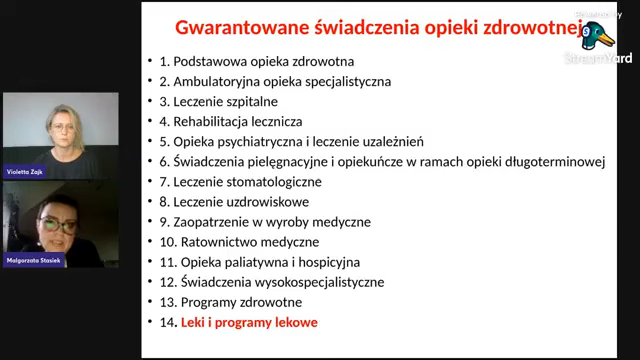 Gwarantowane świadczenia opieki zdrowotnej
StreamYard
• 1. Podstawowa opieka zdrowotna
• 2. Ambulatoryjna opieka specjalistyczna
• 3. Leczenie szpitalne
• 4. Rehabilitacja lecznicza
• 5. Opieka psychiatryczna i leczenie uzależnień
• 6. Świadczenia pielęgnacyjne i opiekuńcze w ramach opieki długoterminowej
• 7. Leczenie stomatologiczne
• 8. Leczenie uzdrowiskowe
• 9. Zaopatrzenie w wyroby medyczne
• 10. Ratownictwo medyczne
• 11. Opieka paliatywna i hospicyjna
• 12. Świadczenia wysokospecjalistyczne
• 13. Programy zdrowotne
• 14. Leki i programy lekowe
Violetta Zajk
Malgorzata Stasiek